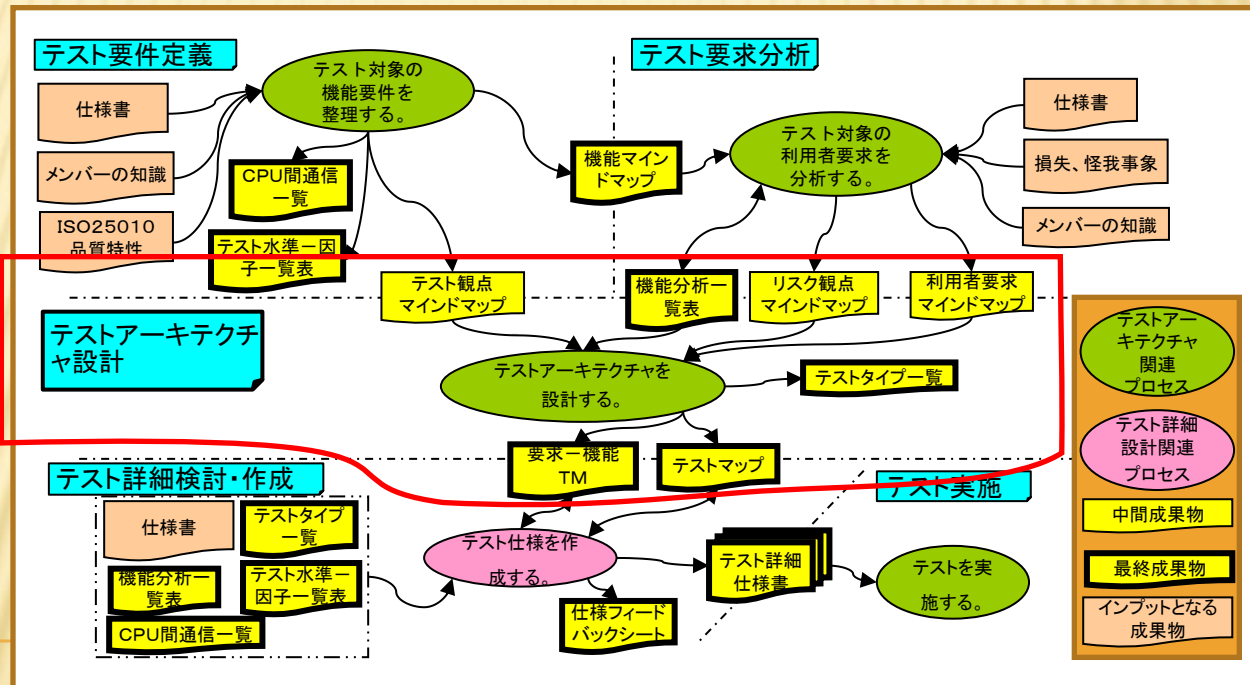 テスト要件定義
仕様書
メンバーの知識
ISO25010
品質特性
テスト対象の
機能要件を
整理する。
CPU間通信
一覧
テスト水準－因
子一覧表
テスト観点
マインドマップ
機能マイン
ドマップ
テスト要求分析
テスト対象の
利用者要求を
分析する。
仕様書
損失、怪我事象
メンバーの知識
機能分析一
覧表
リスク観点
マインドマップ
利用者要求
マインドマップ
テストアーキテクチ
ャ設計
テストアーキテクチャを
設計する。
テストタイプ一覧
要求－機能
TM
テストマップ
テスト詳細検討・作成
仕様書
テストタイプ
一覧
機能分析一
覧表
テスト水準－
因子一覧表
CPU間通信一覧
テスト仕様を作
成する。
テスト詳細
仕様書
仕様フィード
バックシート
テスト実施
テストを実
施する。
テストアー
キテクチャ
関連
プロセス
テスト詳細
設計関連
プロセス
中間成果物
最終成果物
インプットとなる
成果物